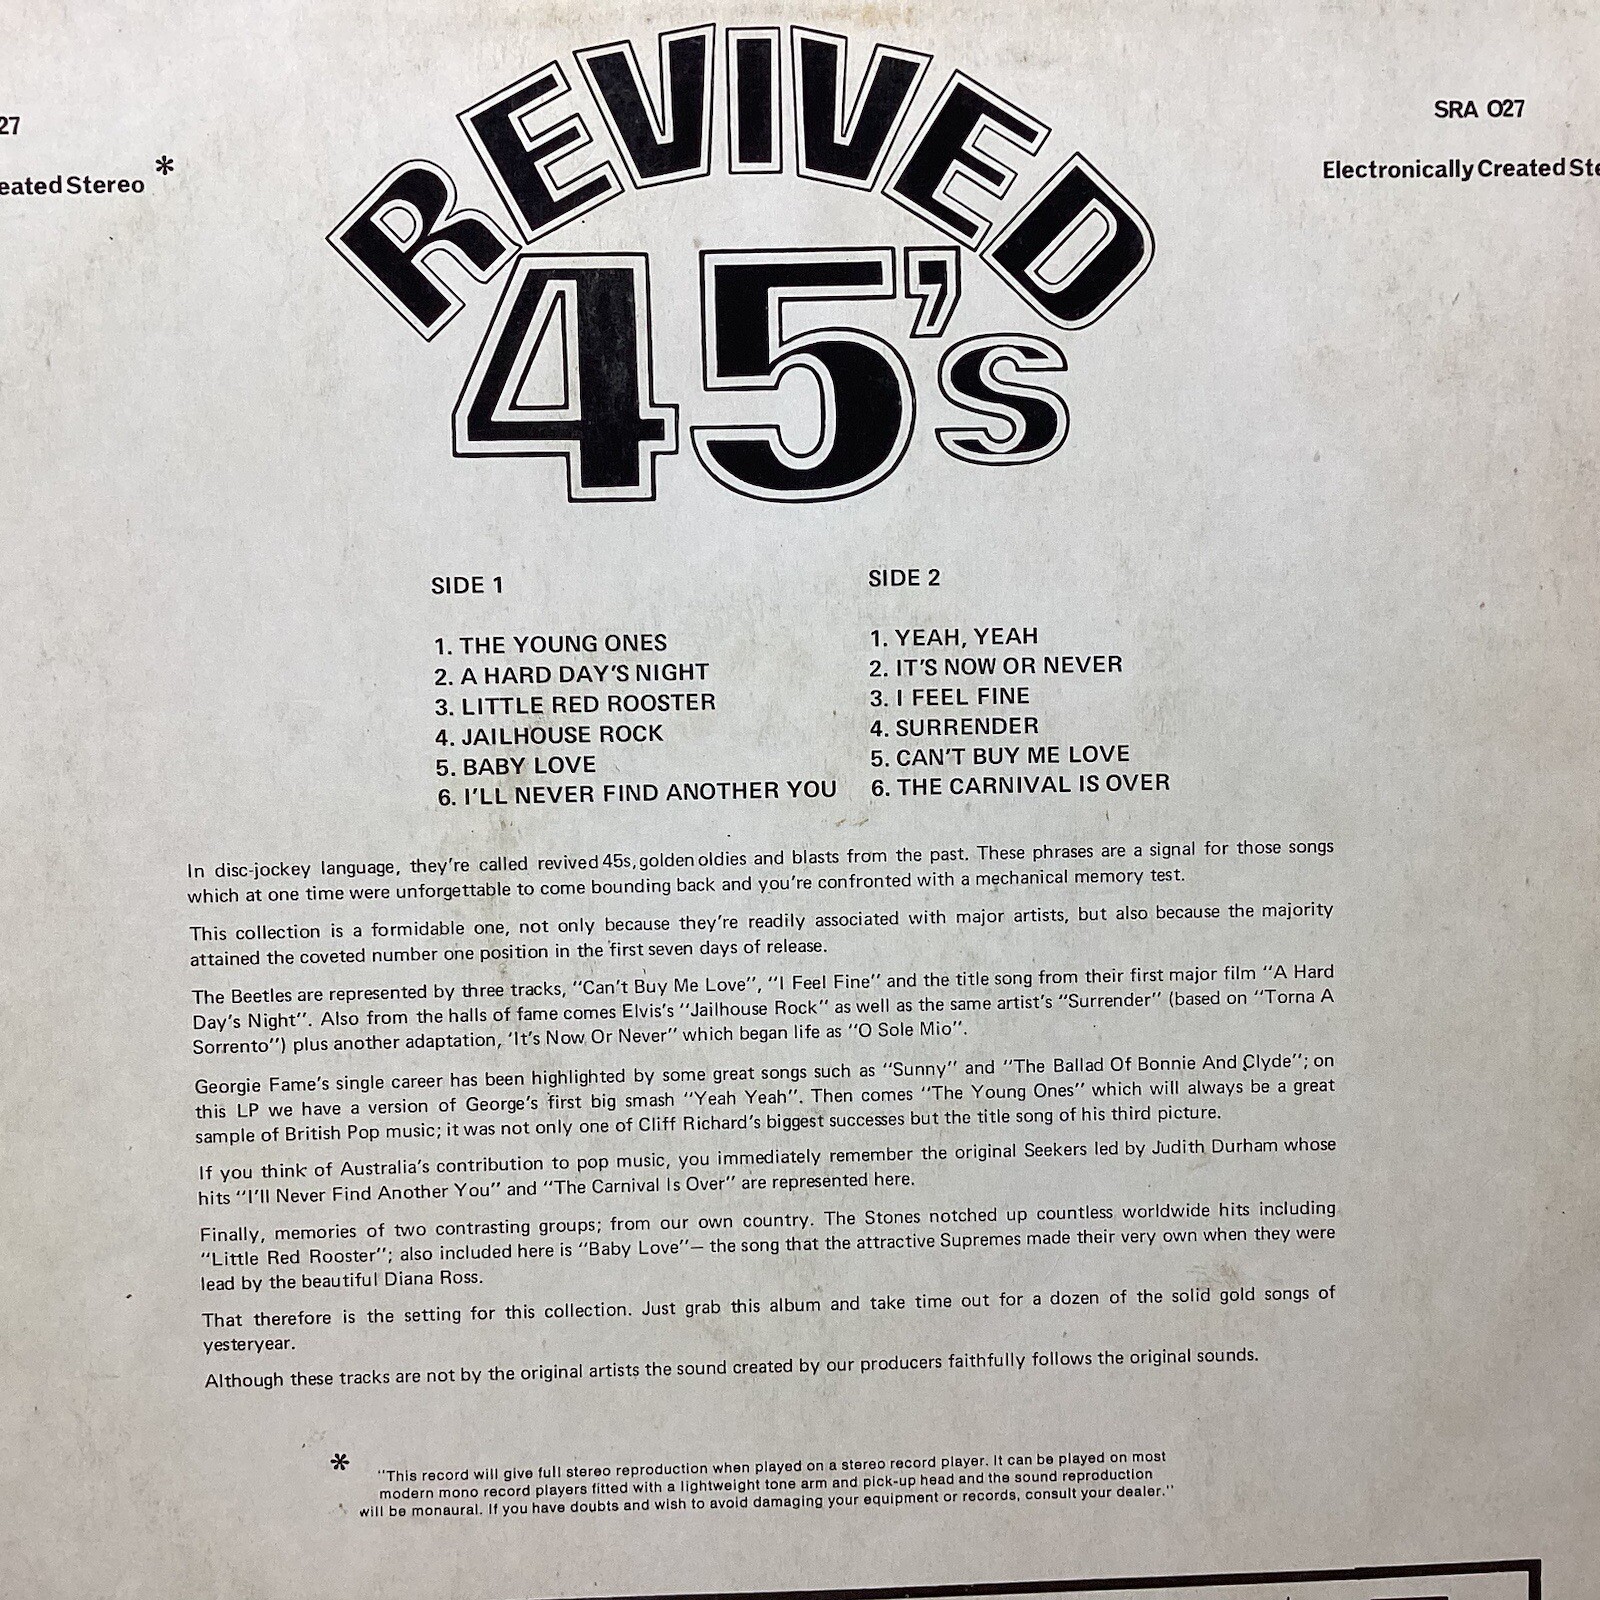 REVIVED
45's
27
eated Stereo *
SRA 027
Electronically Created Ste
SIDE 1
1. THE YOUNG ONES
2. A HARD DAY'S NIGHT
3. LITTLE RED ROOSTER
4. JAILHOUSE ROCK
5. BABY LOVE
6. I'LL NEVER FIND ANOTHER YOU
SIDE 2
1. YEAH, YEAH
2. IT'S NOW OR NEVER
3. I FEEL FINE
4. SURRENDER
5. CAN'T BUY ME LOVE
6. THE CARNIVAL IS OVER
In disc-jockey language, they're called revived 45s, golden oldies and blasts from the past. These phrases are a signal for those songs
which at one time were unforgettable to come bounding back and you're confronted with a mechanical memory test.
This collection is a formidable one, not only because they're readily associated with major artists, but also because the majority
attained the coveted number one position in the first seven days of release.
The Beetles are represented by three tracks, "Can't Buy Me Love", "I Feel Fine" and the title song from their first major film "A Hard
Day's Night". Also from the halls of fame comes Elvis's "Jailhouse Rock" as well as the same artist's "Surrender" (based on "Torna A
Sorrento") plus another adaptation, 'It's Now Or Never" which began life as "O Sole Mio".
Georgie Fame's single career has been highlighted by some great songs such as "Sunny" and "The Ballad Of Bonnie And Clyde"; on
this LP we have a version of George's first big smash "Yeah Yeah". Then comes "The Young Ones" which will always be a great
sample of British Pop music; it was not only one of Cliff Richard's biggest successes but the title song of his third picture.
If you think of Australia's contribution to pop music, you immediately remember the original Seekers led by Judith Durham whose
hits "I'll Never Find Another You" and "The Carnival Is Over" are represented here.
Finally, memories of two contrasting groups; from our own country. The Stones notched up countless worldwide hits including
"Little Red Rooster"; also included here is "Baby Love"— the song that the attractive Supremes made their very own when they were
lead by the beautiful Diana Ross.
That therefore is the setting for this collection. Just grab this album and take time out for a dozen of the solid gold songs of
yesteryear.
Although these tracks are not by the original artists the sound created by our producers faithfully follows the original sounds.
* "This record will give full stereo reproduction when played on a stereo record player. It can be played on most
modern mono record players fitted with a lightweight tone arm and pick-up head and the sound reproduction
will be monaural. If you have doubts and wish to avoid damaging your equipment or records, consult your dealer."